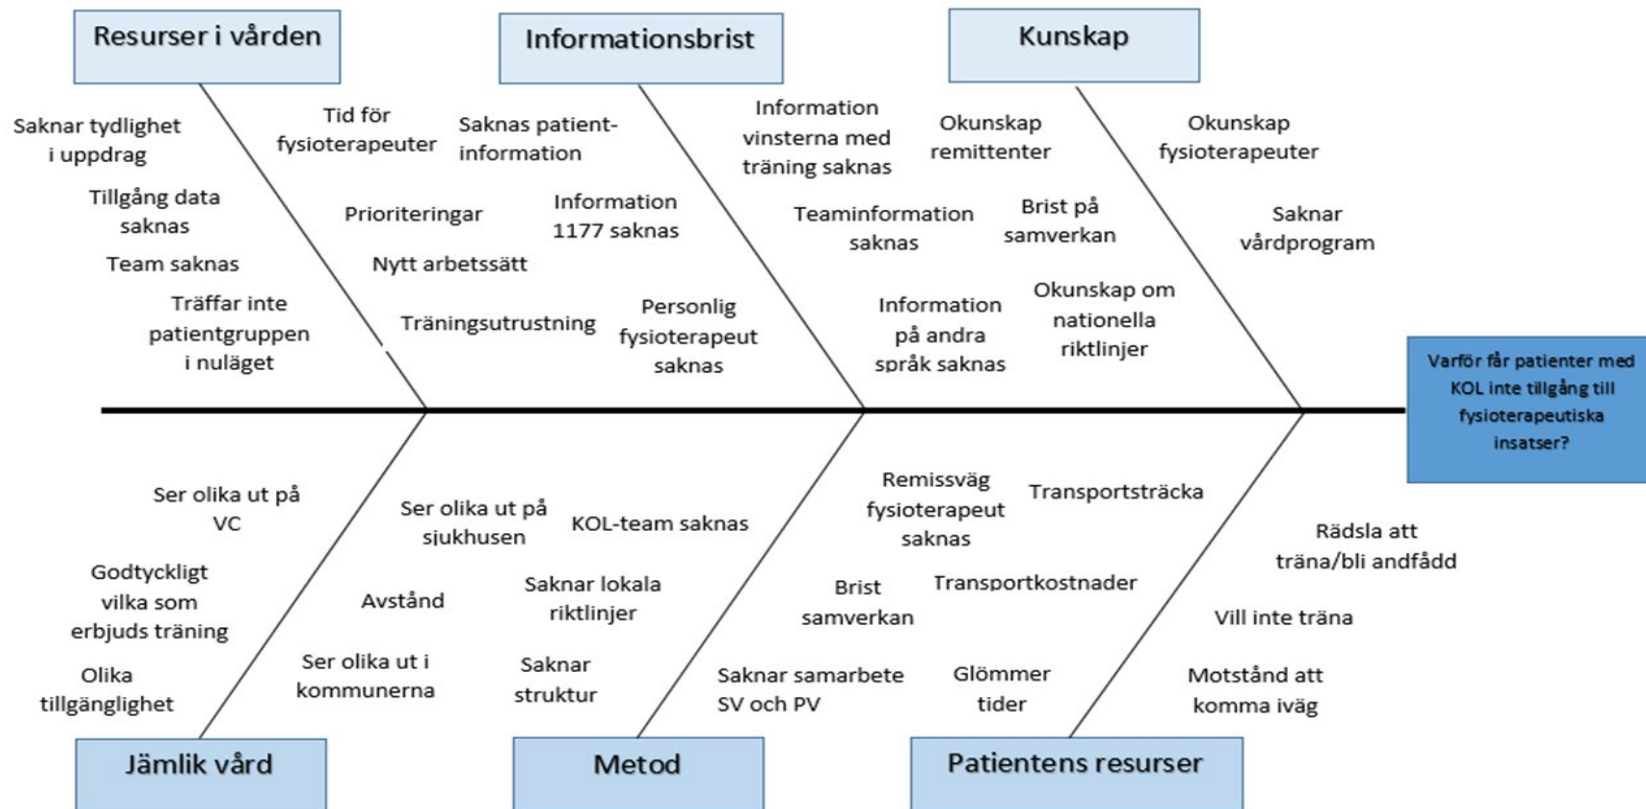 Resurser i vården
Informationsbrist
Kunskap
Saknar tydlighet
i uppdrag
Tillgång data
saknas
Team saknas
Träffar inte
patientgruppen
i nuläget
Tid för
fysioterapeuter
Prioriteringar
Nytt arbetssätt
Träningsutrustning
Saknas patient-
information
Information
1177 saknas
Personlig
fysioterapeut
saknas
Information
vinsterna med
träning saknas
Teaminformation
saknas
Information
på andra
språk saknas
Okunskap
remittenter
Brist på
samverkan
Okunskap om
nationella
riktlinjer
Okunskap
fysioterapeuter
Saknar
vårdprogram
Varför får patienter med
KOL inte tillgång till
fysioterapeutiska
insatser?
Ser olika ut på
VC
Godtyckligt
vilka som
erbjuds träning
Olika
tillgänglighet
Ser olika ut på
sjukhusen
Avstånd
Ser olika ut i
kommunerna
KOL-team saknas
Saknar lokala
riktlinjer
Saknar
struktur
Remissväg
fysioterapeut
saknas
Brist
samverkan
Saknar samarbete
SV och PV
Transportsträcka
Transportkostnader
Glömmer
tider
Rädsla att
träna/bli andfådd
Vill inte träna
Motstånd att
komma iväg
Jämlik vård
Metod
Patientens resurser